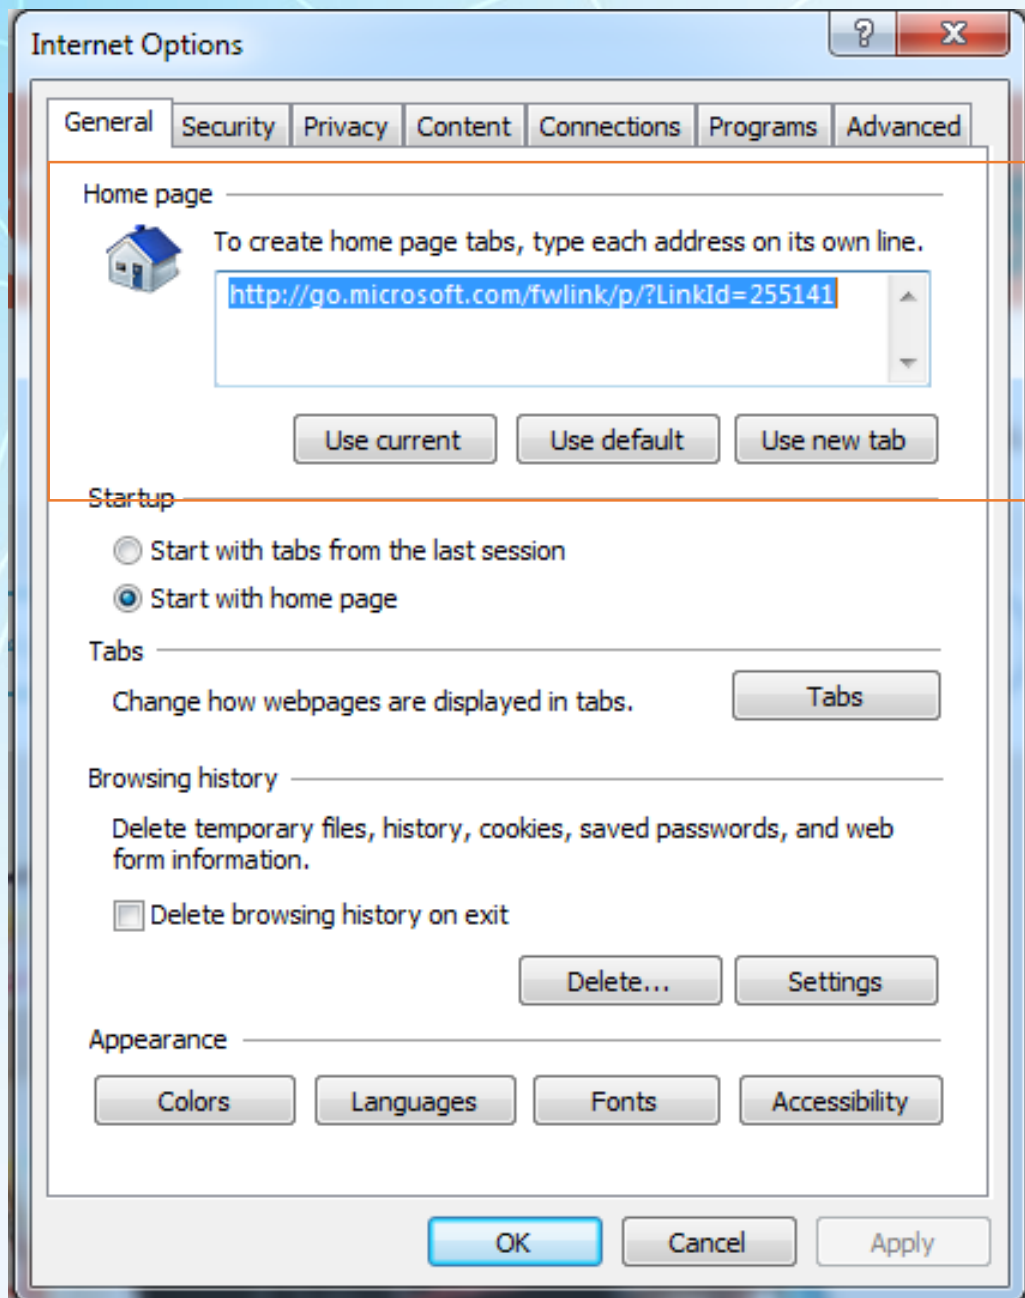 Internet Options
General Security Privacy Content Connections Programs Advanced
Home page
To create home page tabs, type each address on its own line.
http://go.microsoft.com/fwlink/p/?LinkId=255141
Use current Use default Use new tab
Startup
Start with tabs from the last session
Start with home page
Tabs
Change how webpages are displayed in tabs. Tabs
Browsing history
Delete temporary files, history, cookies, saved passwords, and web
form information.
Delete browsing history on exit
Delete... Settings
Appearance
Colors Languages Fonts Accessibility
OK Cancel Apply